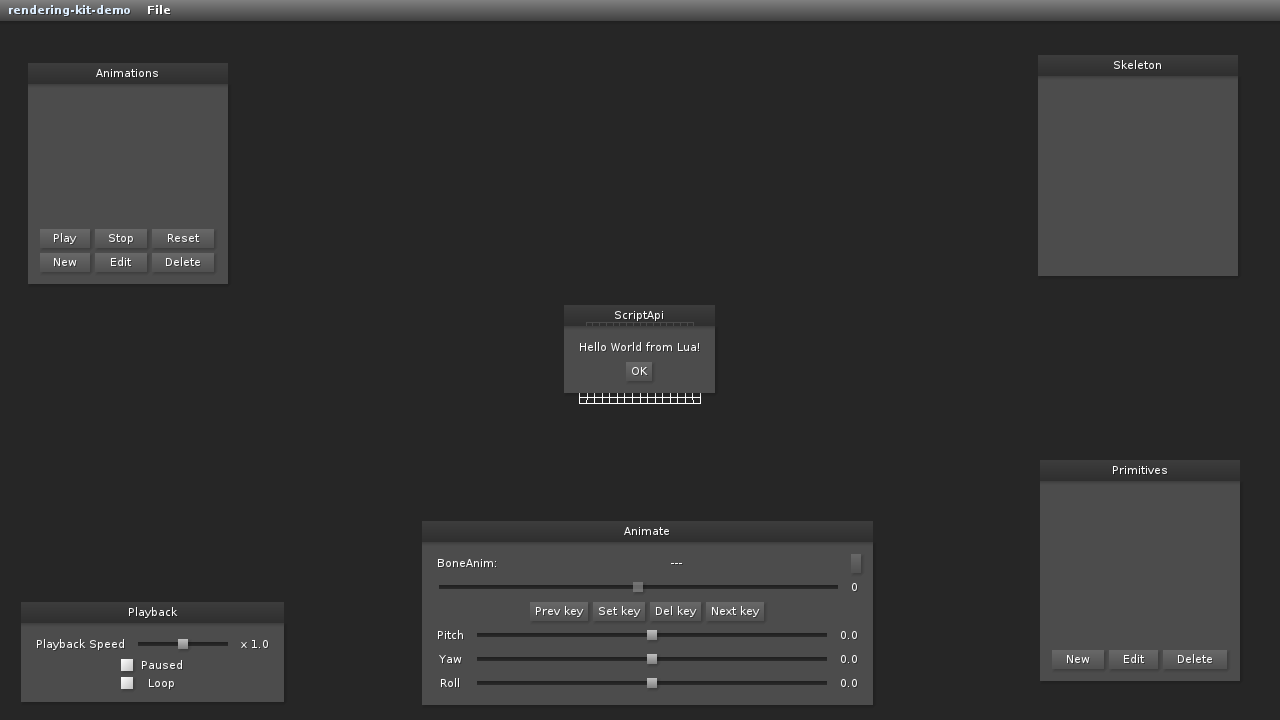 rendering-kit-demo File
Animations
Play Stop Reset
New Edit Delete
Skeleton
ScriptApi
Hello World from Lua!
OK
Primitives
New Edit Delete
Animate
BoneAnim: ---
0
Prev key Set key Del key Next key
Pitch 0.0
Yaw 0.0
Roll 0.0
Playback
Playback Speed x 1.0
Paused
Loop